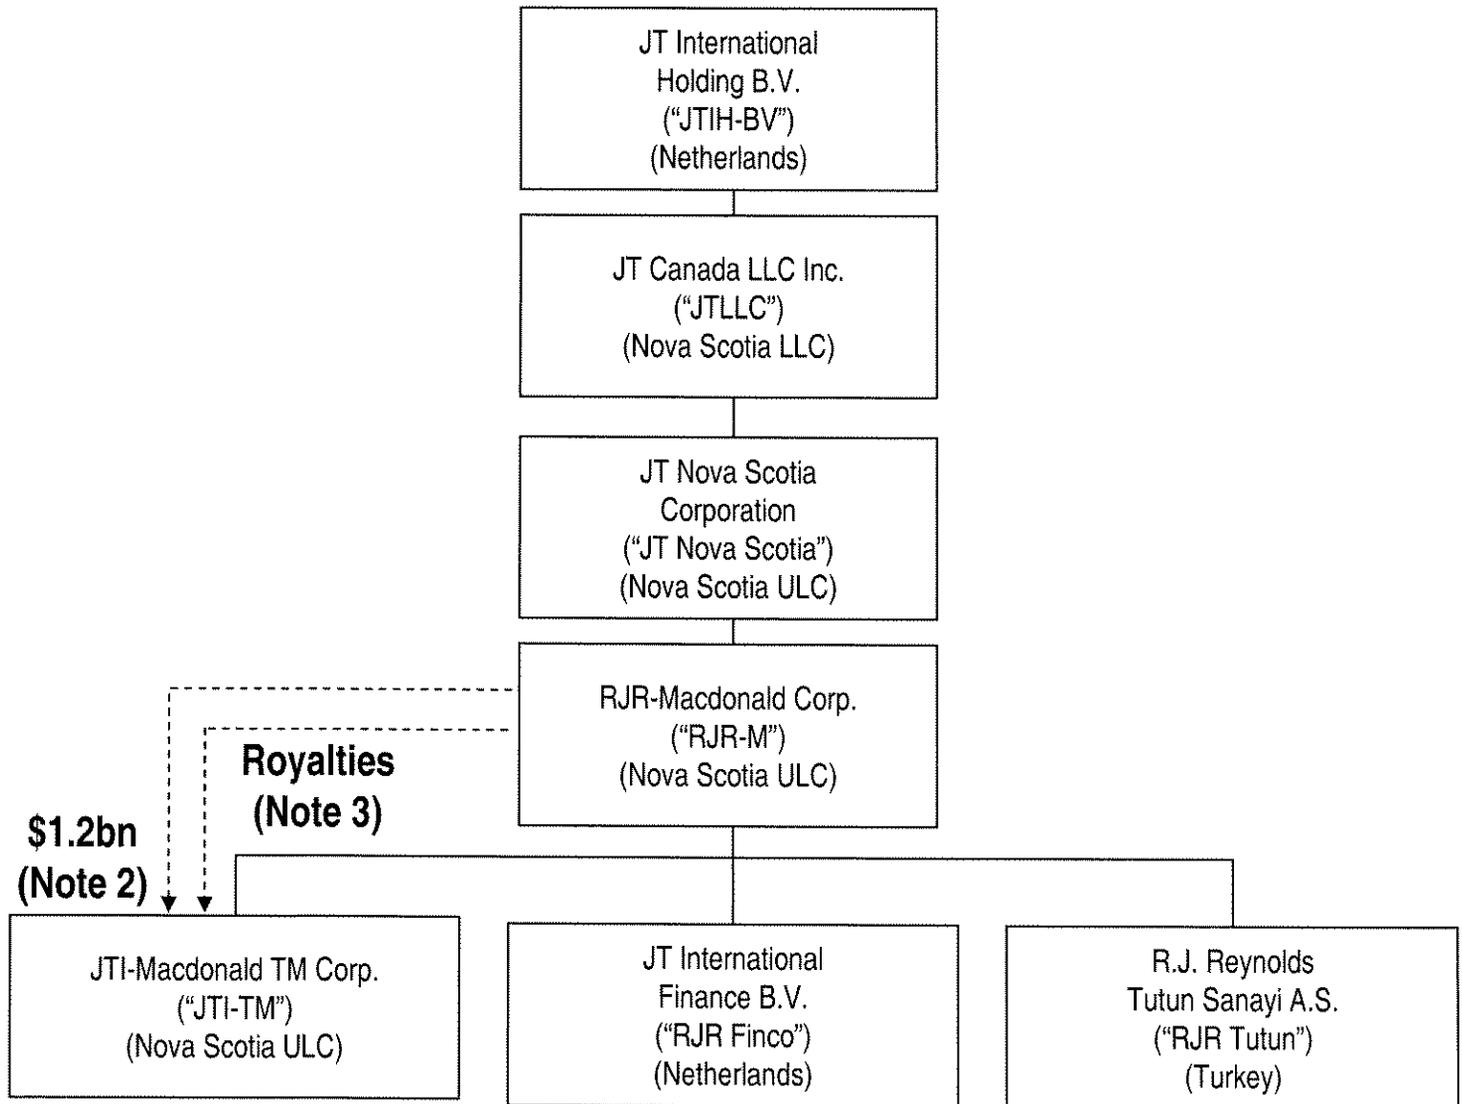 JT International
Holding B.V.
(“JTIH-BV”)
(Netherlands)
JT Canada LLC Inc.
(“JTLLC”)
(Nova Scotia LLC)
JT Nova Scotia
Corporation
(“JT Nova Scotia”)
(Nova Scotia ULC)
RJR-Macdonald Corp.
(“RJR-M”)
(Nova Scotia ULC)
Royalties
(Note 3)
$1.2bn
(Note 2)
JTI-Macdonald TM Corp.
(“JTI-TM”)
(Nova Scotia ULC)
JT International
Finance B.V.
(“RJR Finco”)
(Netherlands)
R.J. Reynolds
Tutun Sanayi A.S.
(“RJR Tutun”)
(Turkey)